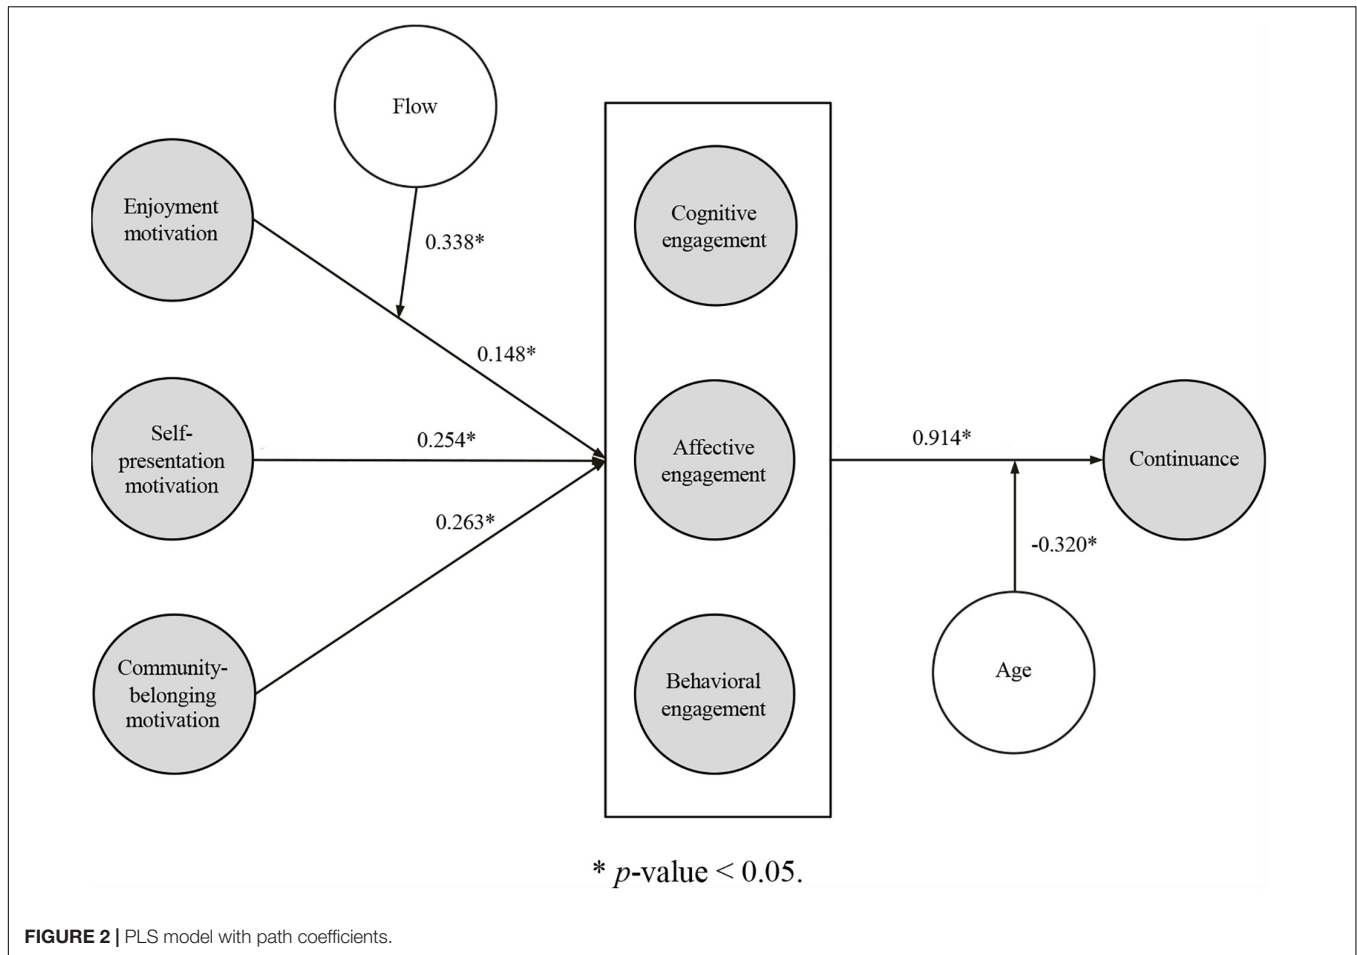 Flow
Enjoyment
motivation
0.338*
Cognitive
engagement
0.148*
Self-
presentation
motivation
0.254*
Affective
engagement
0.914*
Continuance
0.263*
-0.320*
Community-
belonging
motivation
Behavioral
engagement
Age
* p-value < 0.05.
FIGURE 2 | PLS model with path coefficients.